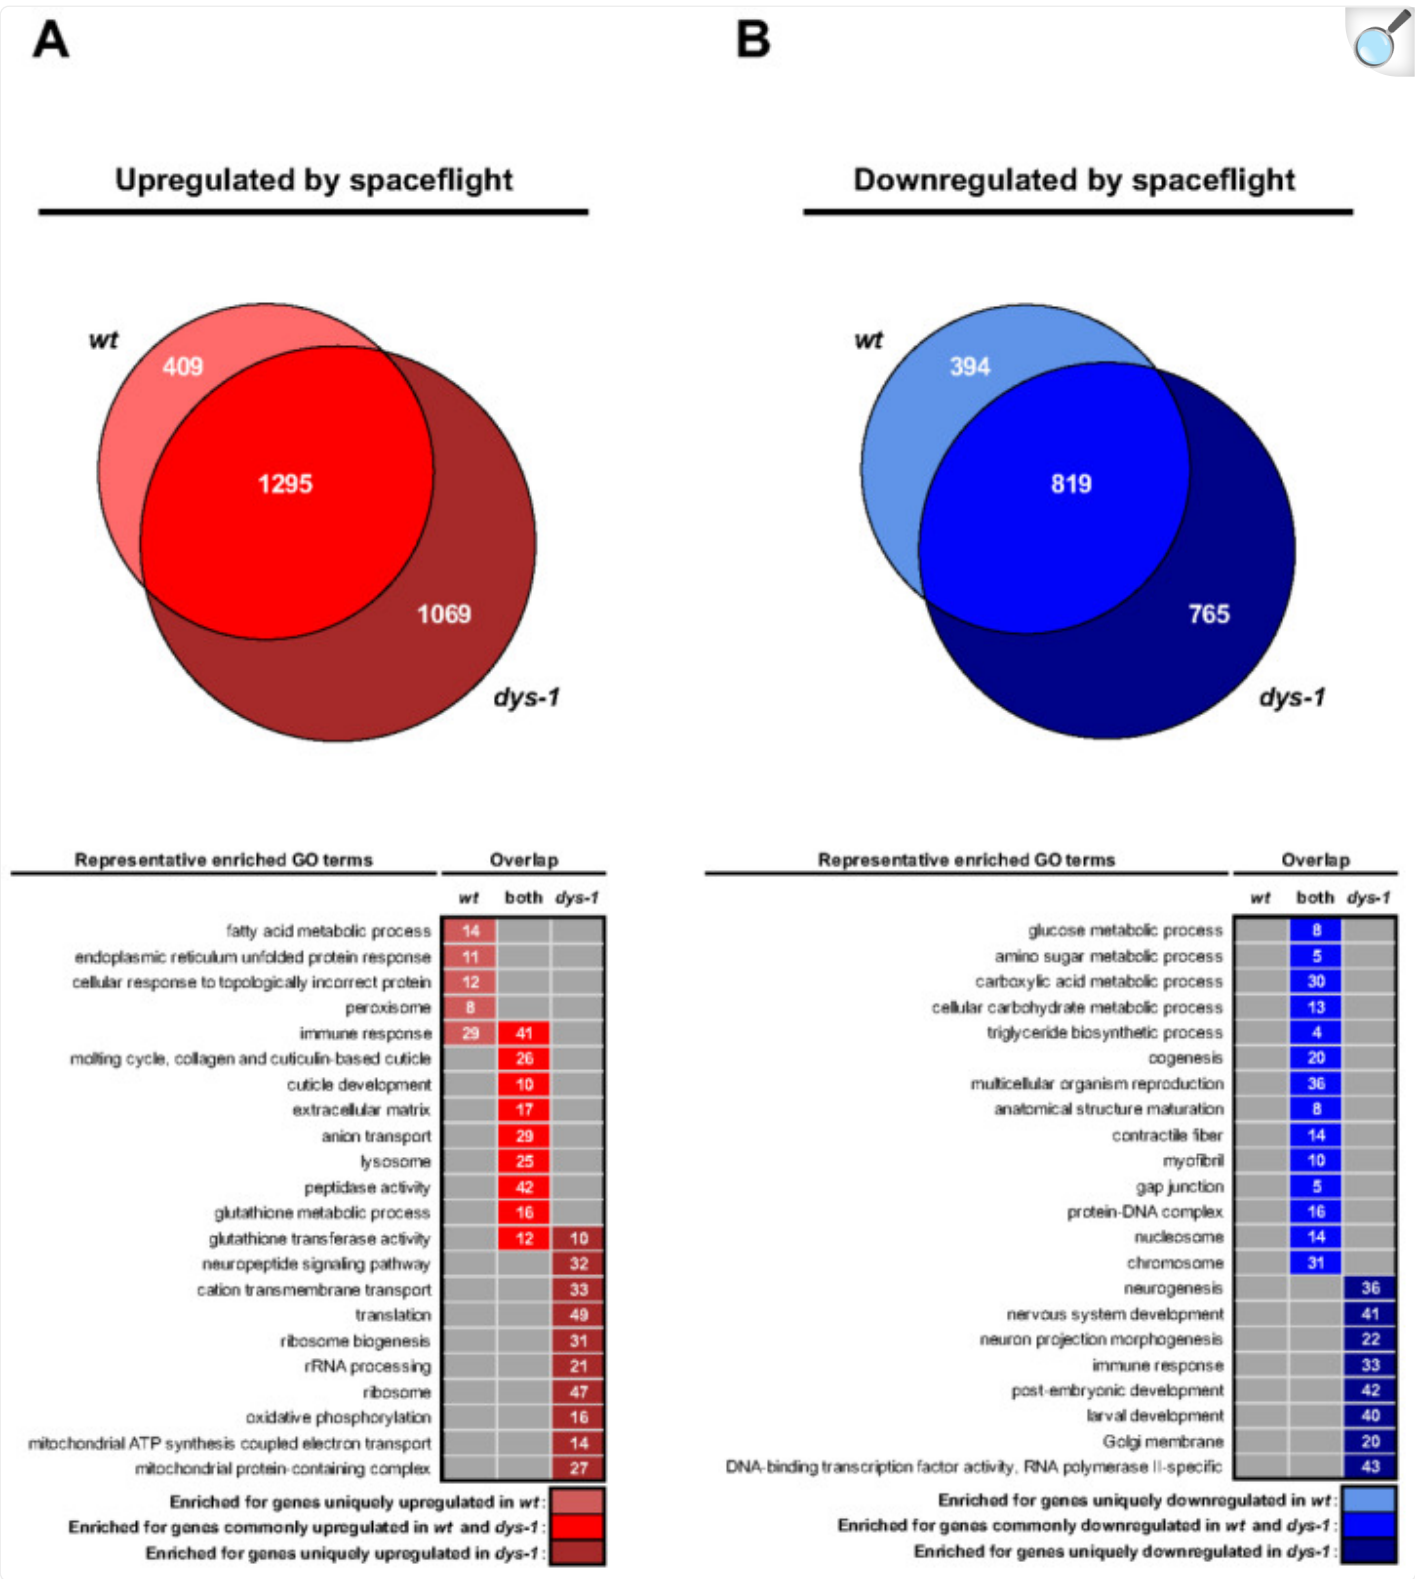 A
Upregulated by spaceflight
wt
409
1295
1069
dys-1
Representative enriched GO terms Overlap
wt both dys-1
fatty acid metabolic process 14
endoplasmic reticulum unfolded protein response 11
cellular response to topologically incorrect protein 12
peroxisome 8
immune response 29 41
molting cycle, collagen and cuticulin-based cuticle 26
cuticle development 10
extracellular matrix 17
anion transport 29
lysosome 25
peptidase activity 42
glutathione metabolic process 16
glutathione transferase activity 12 10
neuropeptide signaling pathway 32
cation transmembrane transport 33
translation 49
ribosome biogenesis 31
rRNA processing 21
ribosome 47
oxidative phosphorylation 16
mitochondrial ATP synthesis coupled electron transport 14
mitochondrial protein-containing complex 27
Enriched for genes uniquely upregulated in wt:
Enriched for genes commonly upregulated in wt and dys-1:
Enriched for genes uniquely upregulated in dys-1:
B
Downregulated by spaceflight
wt
394
819
765
dys-1
Representative enriched GO terms Overlap
wt both dys-1
glucose metabolic process 8
amino sugar metabolic process 5
carboxylic acid metabolic process 30
cellular carbohydrate metabolic process 13
triglyceride biosynthetic process 4
oogenesis 20
multicellular organism reproduction 36
anatomical structure maturation 8
contractile fiber 14
myofibril 10
gap junction 5
protein-DNA complex 16
nucleosome 14
chromosome 31
neurogenesis 36
nervous system development 41
neuron projection morphogenesis 22
immune response 33
post-embryonic development 42
larval development 40
Golgi membrane 20
DNA-binding transcription factor activity, RNA polymerase II-specific 43
Enriched for genes uniquely downregulated in wt:
Enriched for genes commonly downregulated in wt and dys-1:
Enriched for genes uniquely downregulated in dys-1: